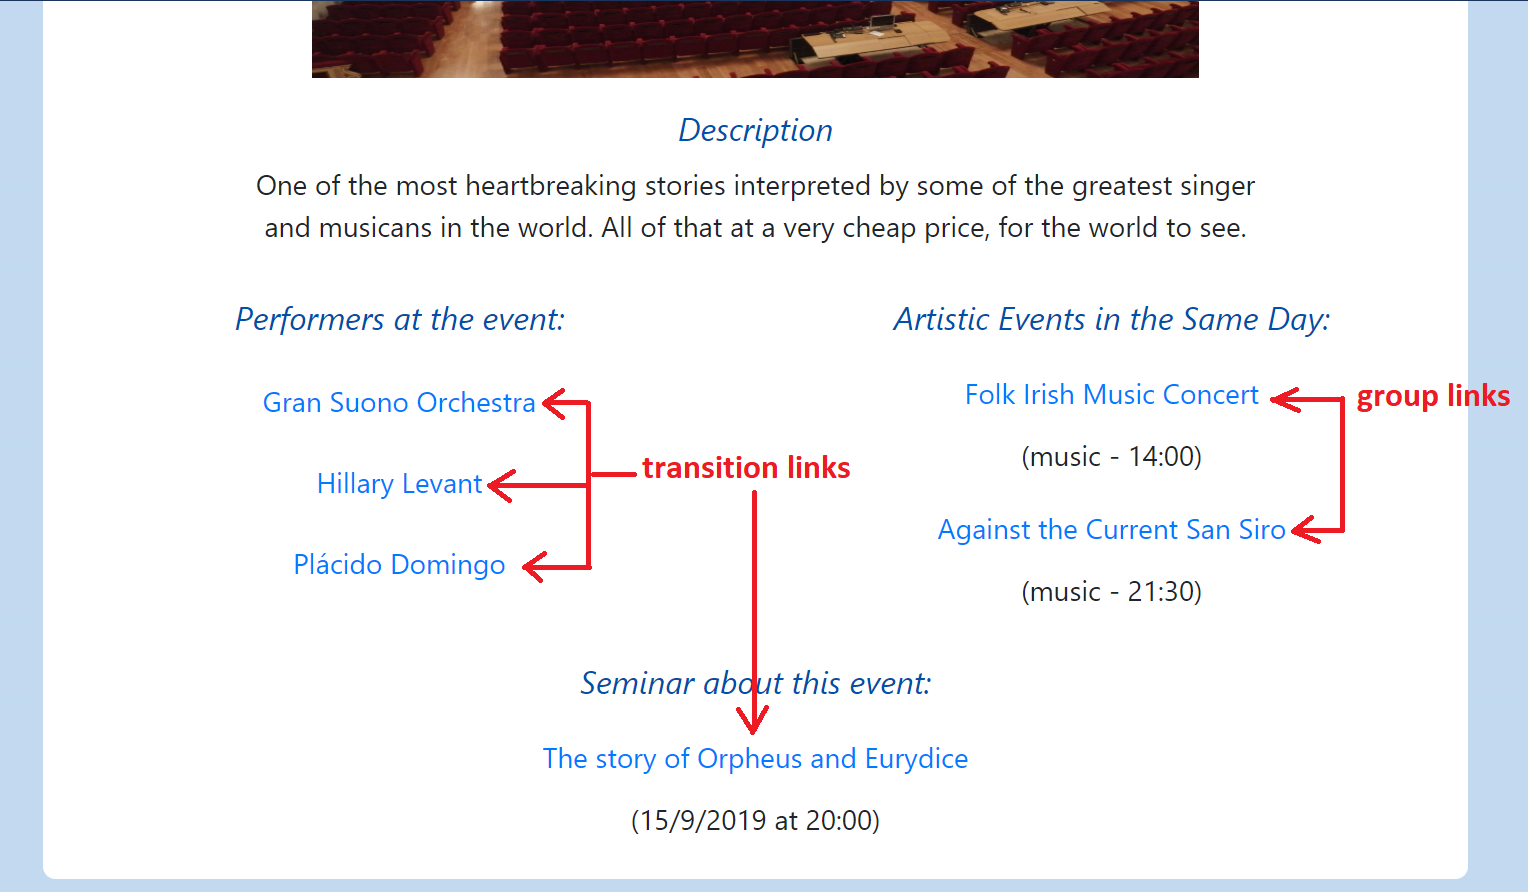 Description
One of the most heartbreaking stories interpreted by some of the greatest singer
and musicans in the world. All of that at a very cheap price, for the world to see.
Performers at the event:
Gran Suono Orchestra
Hillary Levant
Plácido Domingo
transition links
Artistic Events in the Same Day:
Folk Irish Music Concert
(music - 14:00)
Against the Current San Siro
(music - 21:30)
group links
Seminar about this event:
The story of Orpheus and Eurydice
(15/9/2019 at 20:00)